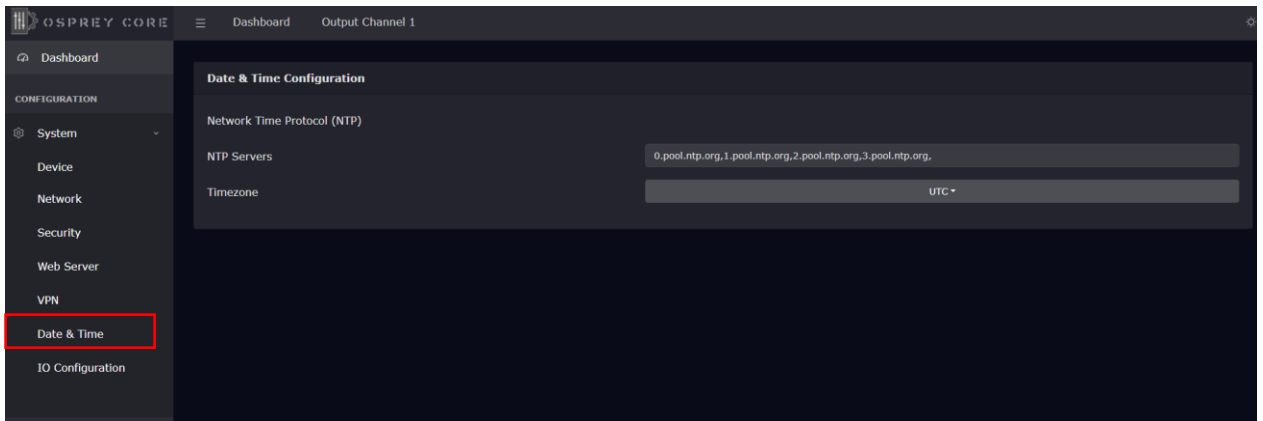 OSPREY CORE
Dashboard Output Channel 1
Dashboard
CONFIGURATION
System
Device
Network
Security
Web Server
VPN
Date & Time
IO Configuration
Date & Time Configuration
Network Time Protocol (NTP)
NTP Servers 0.pool.ntp.org,1.pool.ntp.org,2.pool.ntp.org,3.pool.ntp.org,
Timezone UTC